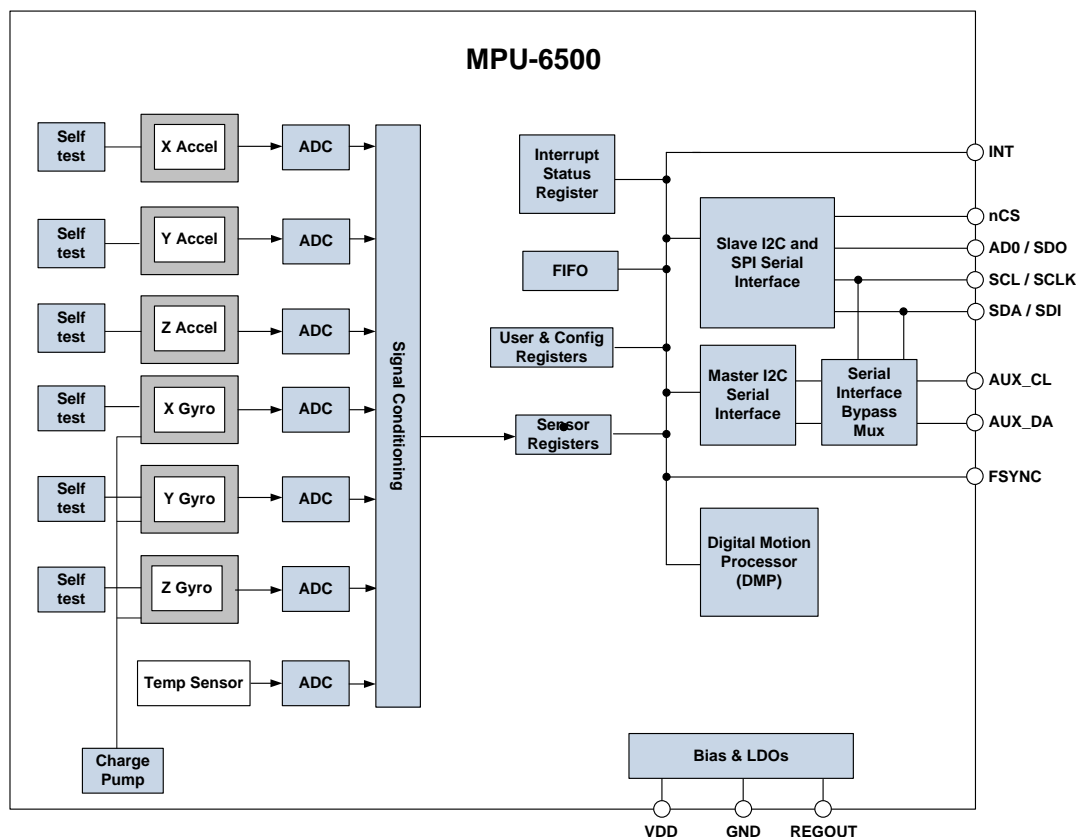 MPU-6500
Self
test
X Accel
ADC
Self
test
Y Accel
ADC
Self
test
Z Accel
ADC
Self
test
X Gyro
ADC
Self
test
Y Gyro
ADC
Self
test
Z Gyro
ADC
Temp Sensor
ADC
Charge
Pump
Signal Conditioning
Interrupt
Status
Register
FIFO
User & Config
Registers
Sensor
Registers
Slave I2C and
SPI Serial
Interface
Master I2C
Serial
Interface
Serial
Interface
Bypass
Mux
Digital Motion
Processor
(DMP)
Bias & LDOs
INT
nCS
AD0 / SDO
SCL / SCLK
SDA / SDI
AUX_CL
AUX_DA
FSYNC
VDD
GND
REGOUT